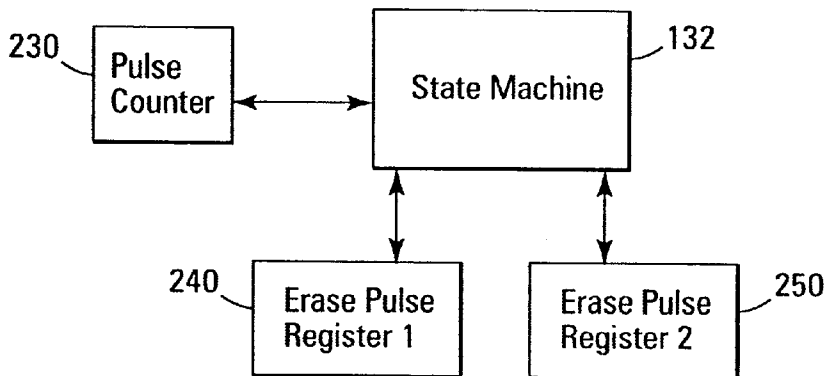 230
Pulse
Counter
State Machine
132
240
Erase Pulse
Register 1
Erase Pulse
Register 2
250